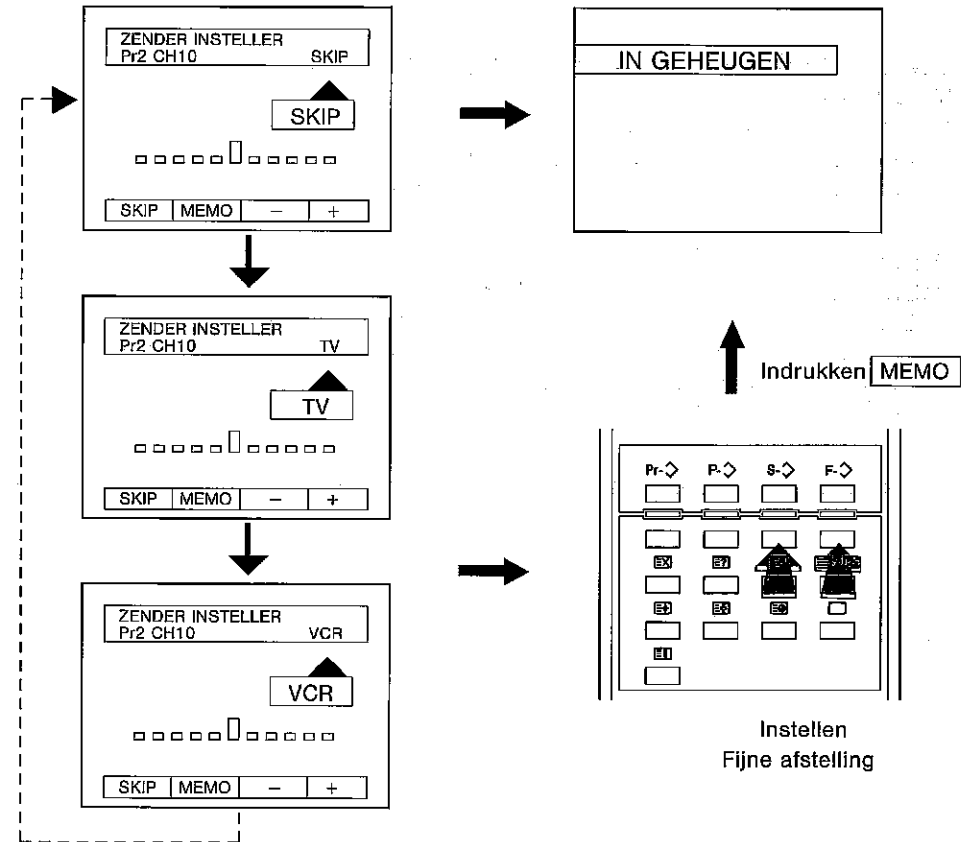 ZENDER INSTELLER
Pr2 CH10 SKIP
SKIP
SKIP MEMO – +
ZENDER INSTELLER
Pr2 CH10 TV
TV
SKIP MEMO – +
ZENDER INSTELLER
Pr2 CH10 VCR
VCR
SKIP MEMO – +
IN GEHEUGEN
Indrukken MEMO
Pr- P- S- F-
Instellen
Fijne afstelling